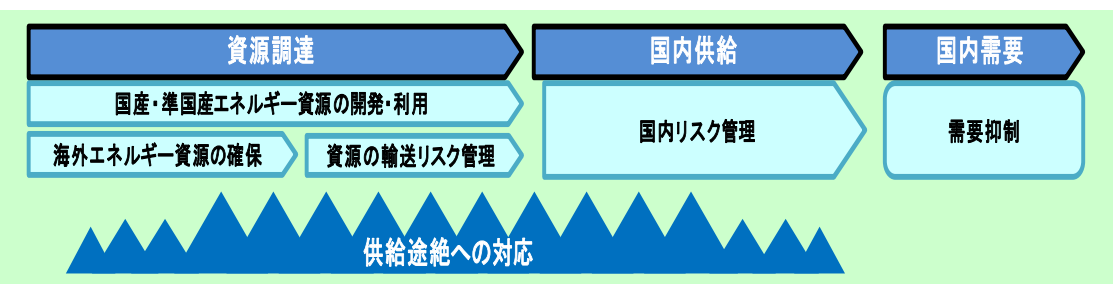 資源調達
国内供給
国内需要
国産・準国産エネルギー資源の開発・利用
海外エネルギー資源の確保
資源の輸送リスク管理
国内リスク管理
需要抑制
供給途絶への対応